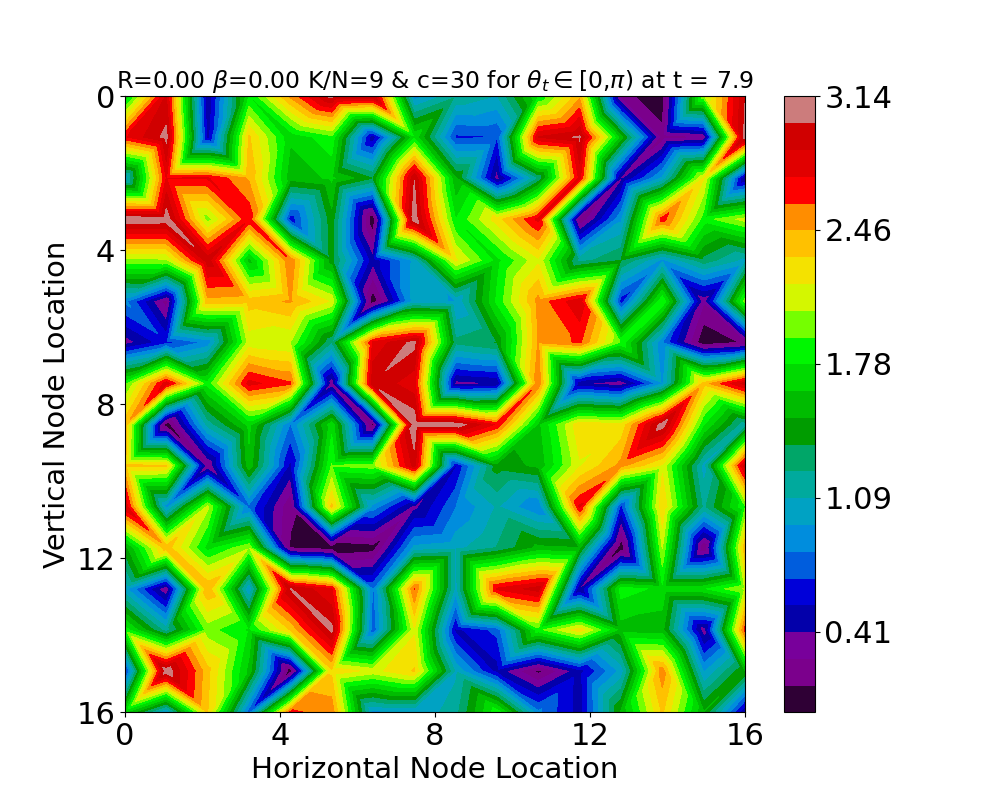 R=0.00 β=0.00 K/N=9 & c=30 for θ_t∈[0,π) at t = 7.9
0
4
8
12
16
Vertical Node Location
0 4 8 12 16
Horizontal Node Location
3.14
2.46
1.78
1.09
0.41